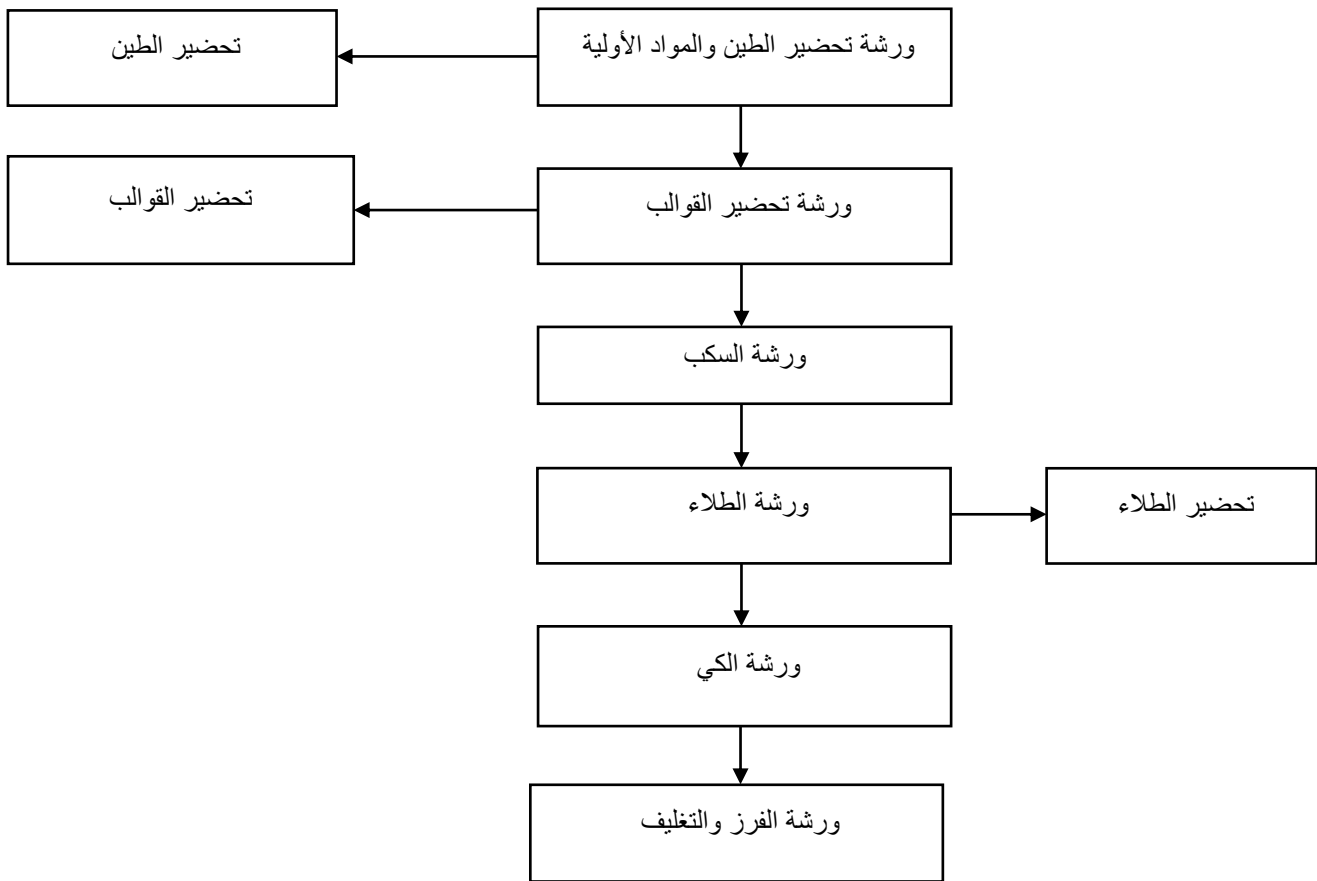 ورشة تحضير الطين والمواد الأولية
تحضير الطين
ورشة تحضير القوالب
تحضير القوالب
ورشة السكب
ورشة الطلاء
تحضير الطلاء
ورشة الكي
ورشة الفرز والتغليف